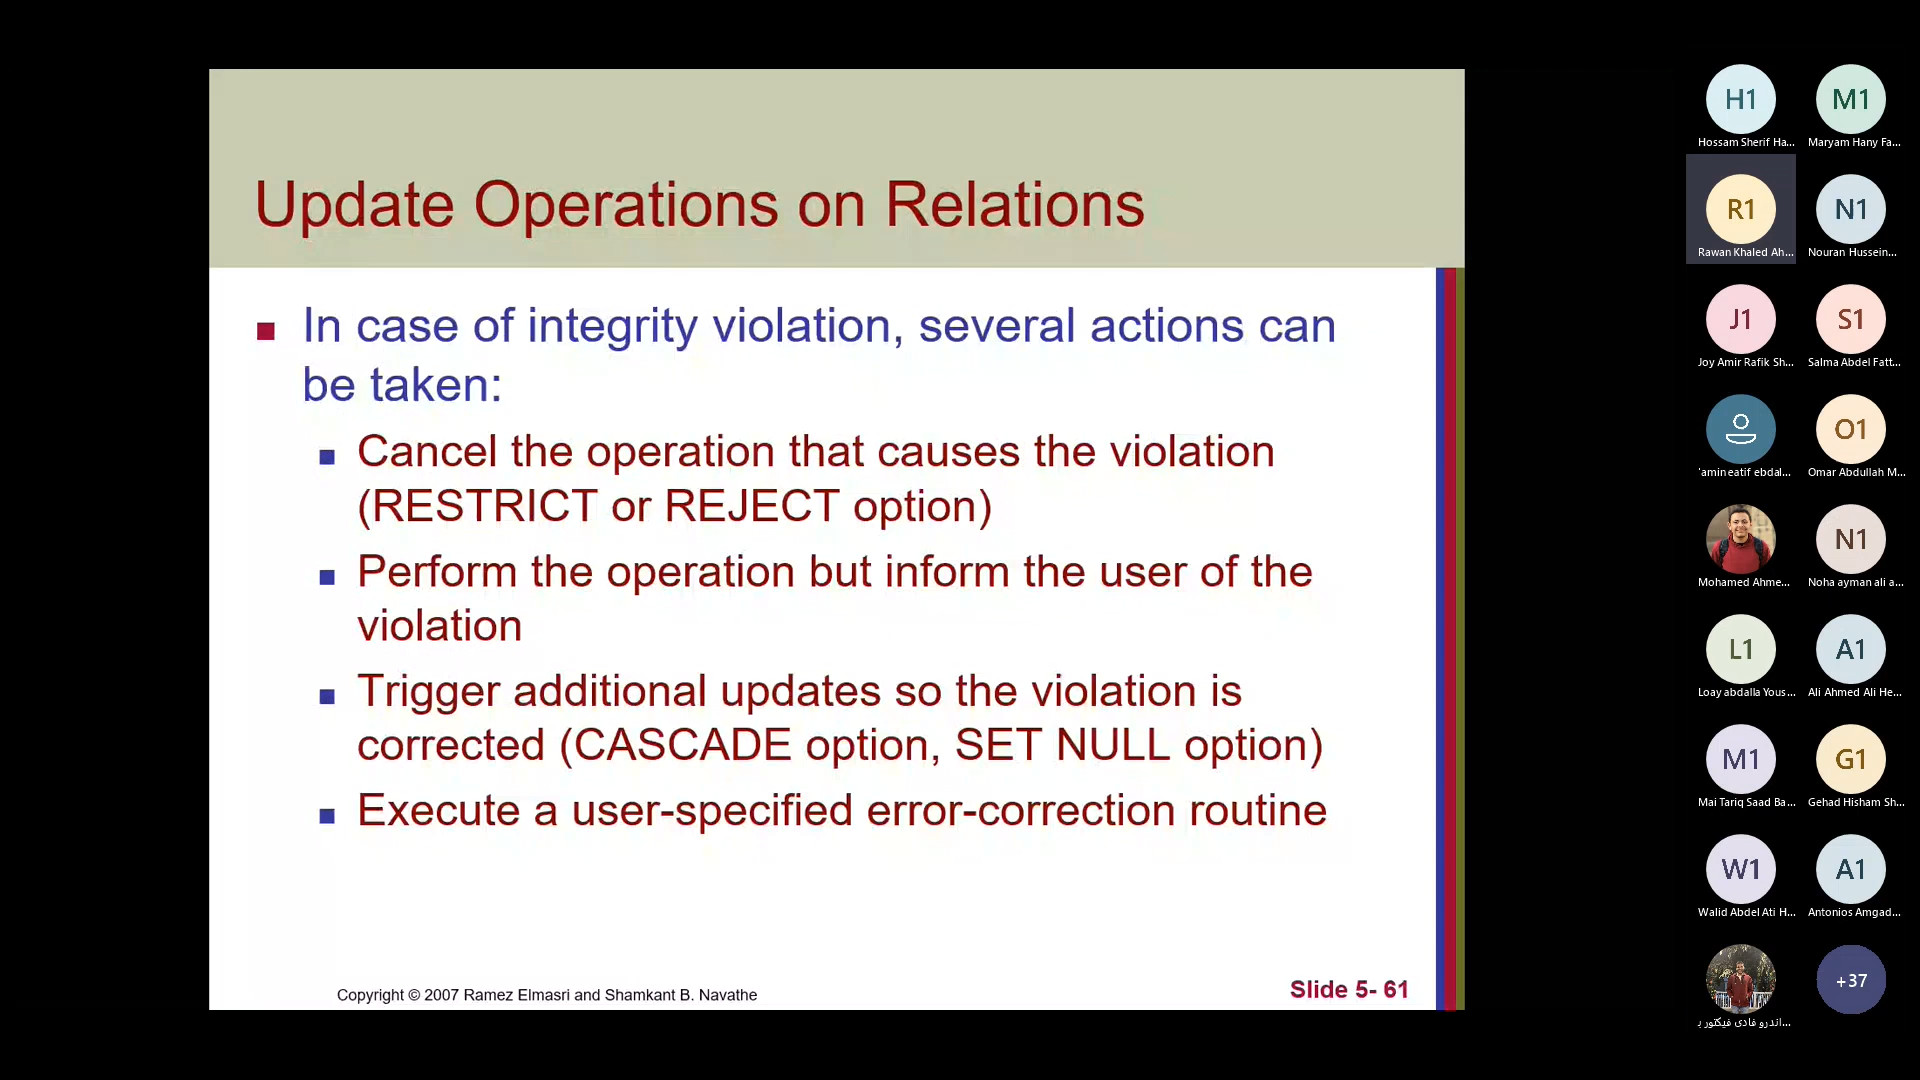 Update Operations on Relations
In case of integrity violation, several actions can
be taken:
Cancel the operation that causes the violation
(RESTRICT or REJECT option)
Perform the operation but inform the user of the
violation
Trigger additional updates so the violation is
corrected (CASCADE option, SET NULL option)
Execute a user-specified error-correction routine
Copyright © 2007 Ramez Elmasri and Shamkant B. Navathe
Slide 5- 61
H1
M1
Hossam Sherif Ha...
Maryam Hany Fa...
R1
N1
Rawan Khaled Ah...
Nouran Hussein...
J1
S1
Joy Amir Rafik Sh...
Salma Abdel Fatt...
O1
'amin eatif ebdal...
Omar Abdullah M...
N1
Mohamed Ahme...
Noha ayman ali a...
L1
A1
Loay abdalla Yous...
Ali Ahmed Ali He...
M1
G1
Mai Tariq Saad Ba...
Gehad Hisham Sh...
W1
A1
Walid Abdel Ati H...
Antonios Amgad...
+37
اندرو فادى فيكتور ب...